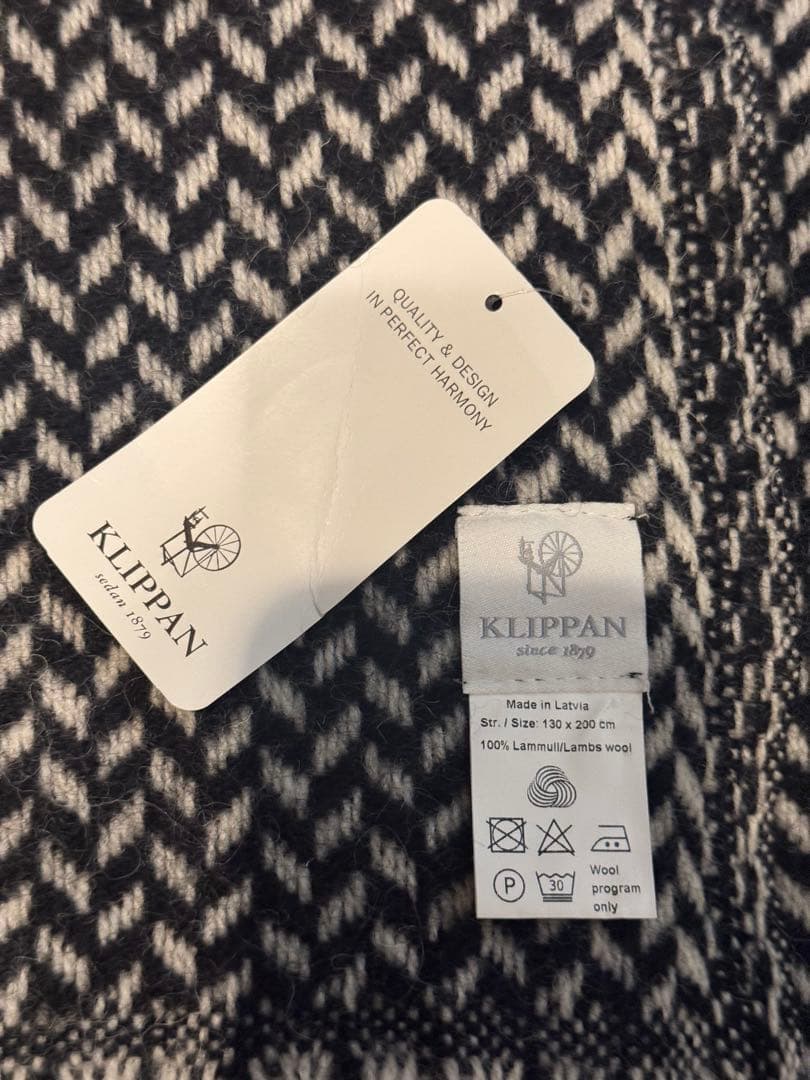 QUALITY & DESIGN
IN PERFECT HARMONY
KLIPPAN
sedan 1879
KLIPPAN
since 1879
Made in Latvia
Str. / Size: 130 x 200 cm
100% Lammull/Lambs wool
P
30
Wool
program
only